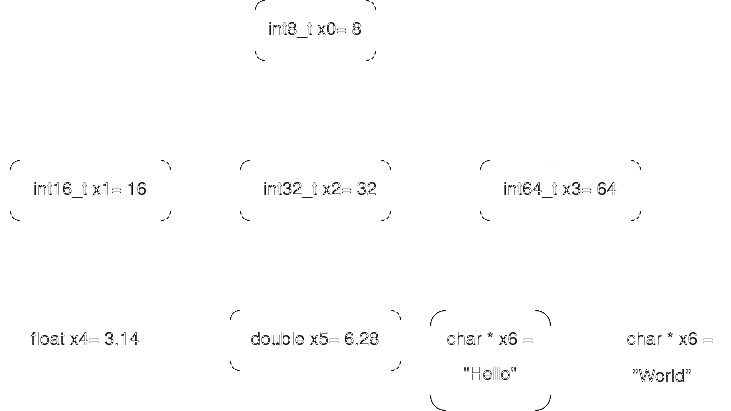 int8_t x0= 8
int16_t x1= 16
int32_t x2= 32
int64_t x3= 64
float x4= 3.14
double x5= 6.28
char * x6 =
"Hello"
char * x6 =
"World"